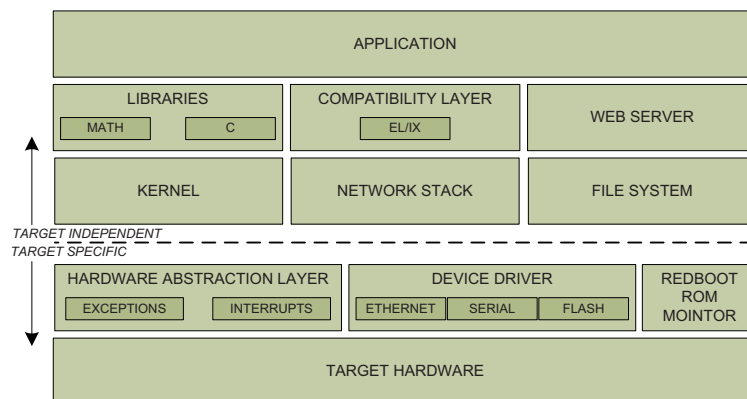 APPLICATION
LIBRARIES
MATH
C
COMPATIBILITY LAYER
EL/IX
WEB SERVER
KERNEL
NETWORK STACK
FILE SYSTEM
TARGET INDEPENDENT
TARGET SPECIFIC
HARDWARE ABSTRACTION LAYER
EXCEPTIONS
INTERRUPTS
DEVICE DRIVER
ETHERNET
SERIAL
FLASH
REDBOOT
ROM
MOINTOR
TARGET HARDWARE